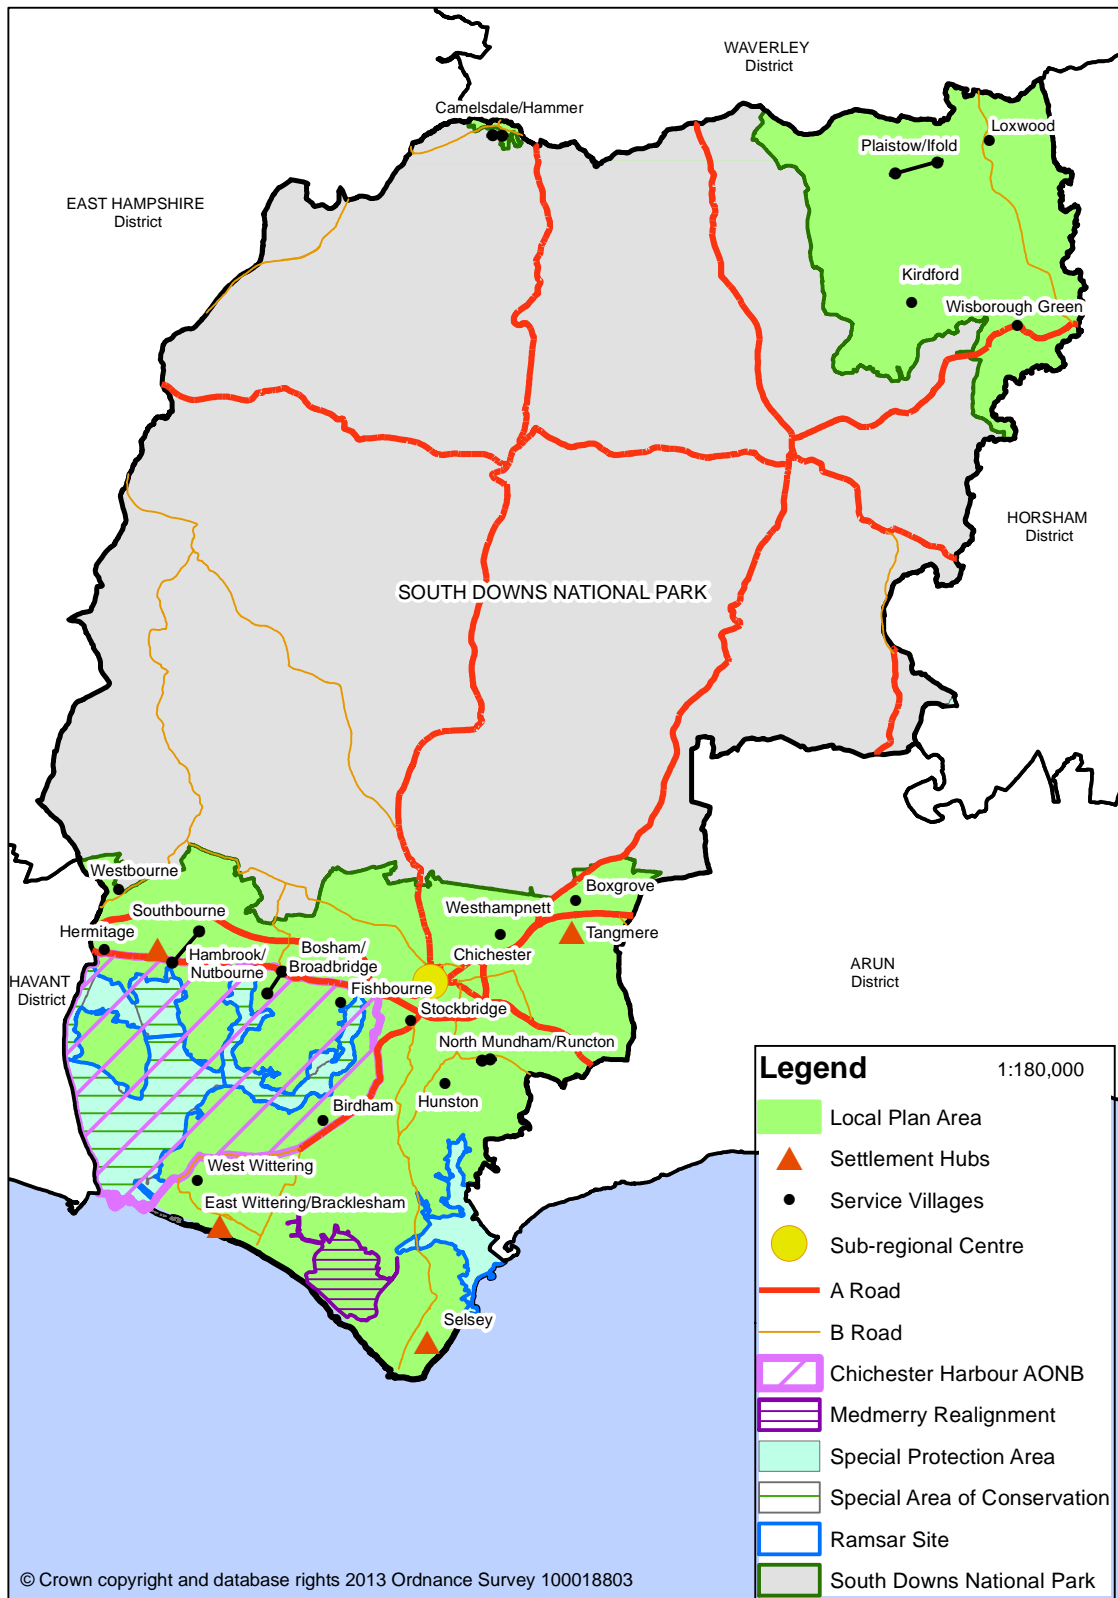 WAVERLEY
District
Camelsdale/Hammer
Loxwood
Plaistow/Ifold
EAST HAMPSHIRE
District
Kirdford
Wisborough Green
HORSHAM
District
SOUTH DOWNS NATIONAL PARK
Westbourne
Boxgrove
Southbourne
Westhampnett
Hermitage
Tangmere
Hambrook/
Nutbourne
Bosham/
Broadbridge
Chichester
HAVANT
District
ARUN
District
Fishbourne
Stockbridge
North Mundham/Runcton
Hunston
Birdham
West Wittering
East Wittering/Bracklesham
Selsey
Legend
1:180,000
Local Plan Area
Settlement Hubs
Service Villages
Sub-regional Centre
A Road
B Road
Chichester Harbour AONB
Medmerry Realignment
Special Protection Area
Special Area of Conservation
Ramsar Site
South Downs National Park
© Crown copyright and database rights 2013 Ordnance Survey 100018803